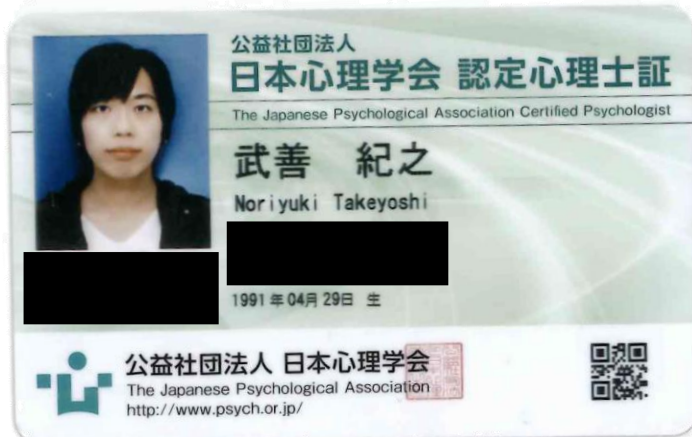 公益社団法人
日本心理学会 認定心理士証
The Japanese Psychological Association Certified Psychologist
武善 紀之
Noriyuki Takeyoshi
1991年04月29日 生
公益社団法人 日本心理学会
The Japanese Psychological Association
http://www.psych.or.jp/